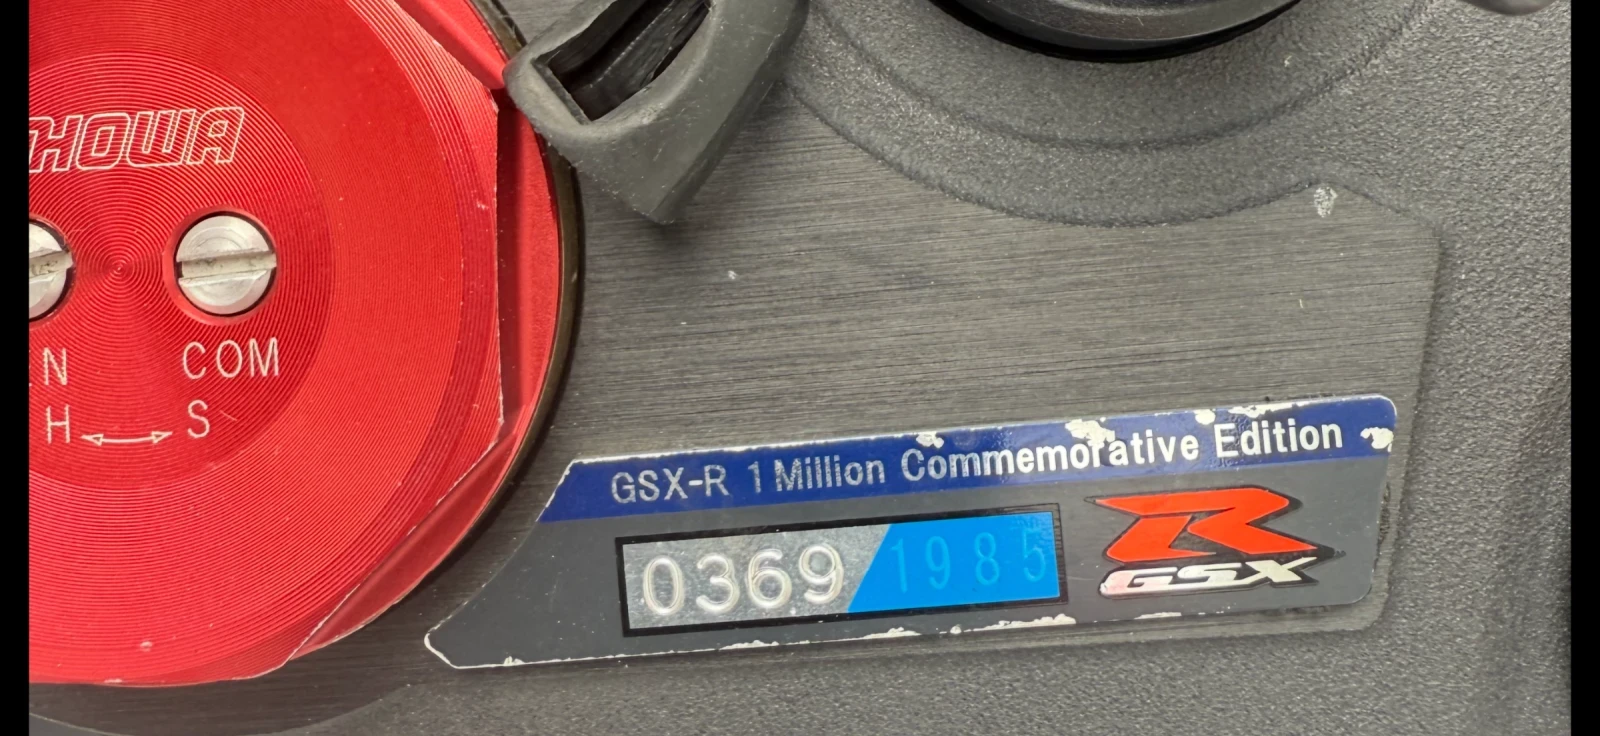 SHOWA
N COM
H S
GSX-R 1 Million Commemorative Edition
0369 1985
R
GSX